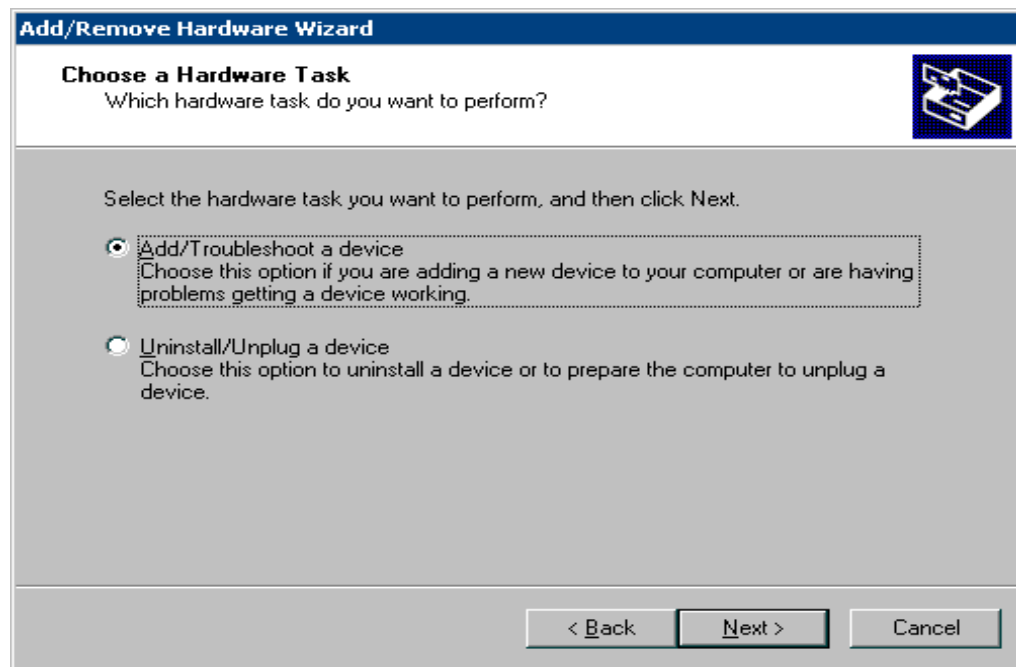 Add/Remove Hardware Wizard
Choose a Hardware Task
Which hardware task do you want to perform?
Select the hardware task you want to perform, and then click Next.
Add/Troubleshoot a device
Choose this option if you are adding a new device to your computer or are having
problems getting a device working.
Uninstall/Unplug a device
Choose this option to uninstall a device or to prepare the computer to unplug a
device.
< Back
Next >
Cancel